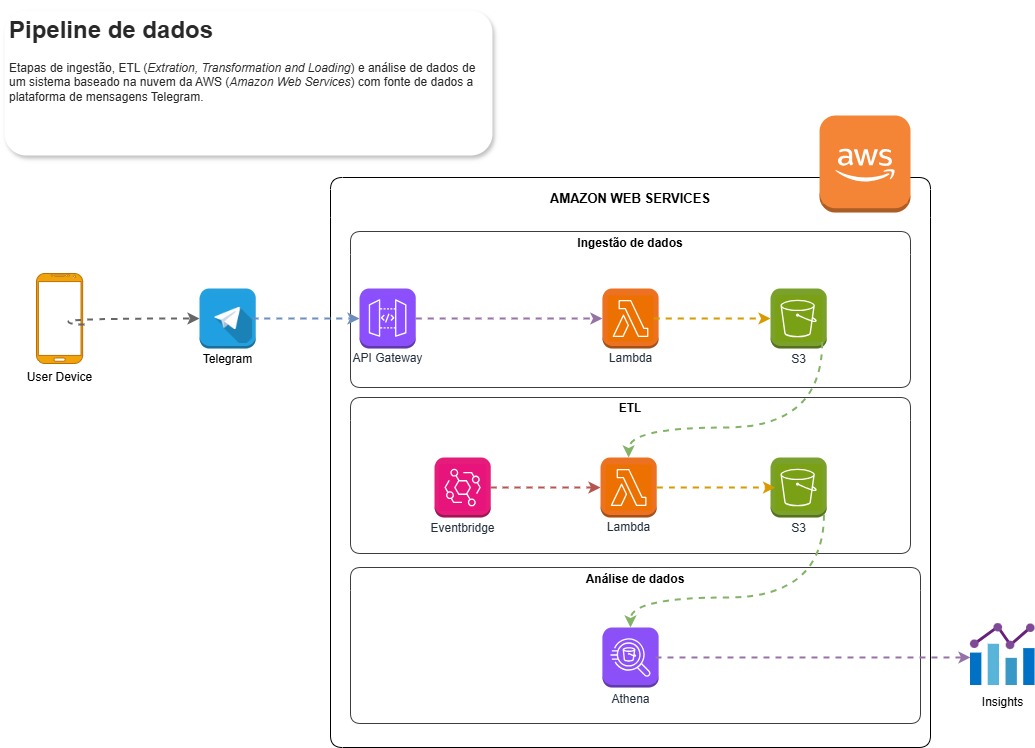 Pipeline de dados
Etapas de ingestão, ETL (Extration, Transformation and Loading) e análise de dados de
um sistema baseado na nuvem da AWS (Amazon Web Services) com fonte de dados a
plataforma de mensagens Telegram.
aws
AMAZON WEB SERVICES
Ingestão de dados
User Device
Telegram
API Gateway
Lambda
S3
ETL
Eventbridge
Lambda
S3
Análise de dados
Athena
Insights